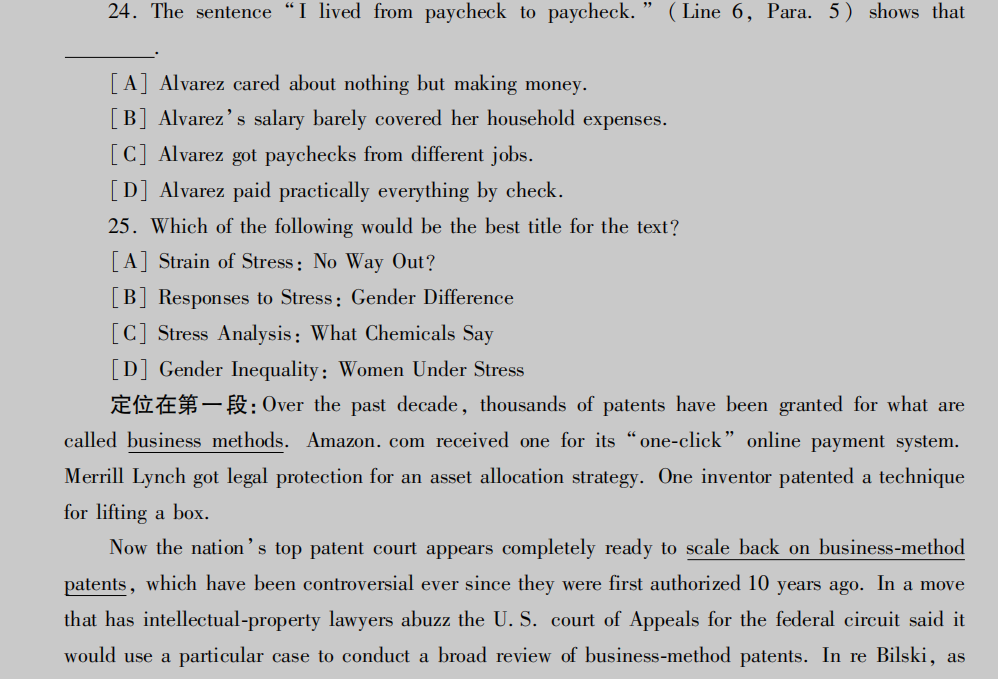 24. The sentence “I lived from paycheck to paycheck.” (Line 6, Para. 5) shows that
________.
[A] Alvarez cared about nothing but making money.
[B] Alvarez’s salary barely covered her household expenses.
[C] Alvarez got paychecks from different jobs.
[D] Alvarez paid practically everything by check.
25. Which of the following would be the best title for the text?
[A] Strain of Stress: No Way Out?
[B] Responses to Stress: Gender Difference
[C] Stress Analysis: What Chemicals Say
[D] Gender Inequality: Women Under Stress
定位在第一段:Over the past decade, thousands of patents have been granted for what are
called business methods. Amazon.com received one for its “one-click” online payment system.
Merrill Lynch got legal protection for an asset allocation strategy. One inventor patented a technique
for lifting a box.
Now the nation’s top patent court appears completely ready to scale back on business-method
patents, which have been controversial ever since they were first authorized 10 years ago. In a move
that has intellectual-property lawyers abuzz the U.S. court of Appeals for the federal circuit said it
would use a particular case to conduct a broad review of business-method patents. In re Bilski, as